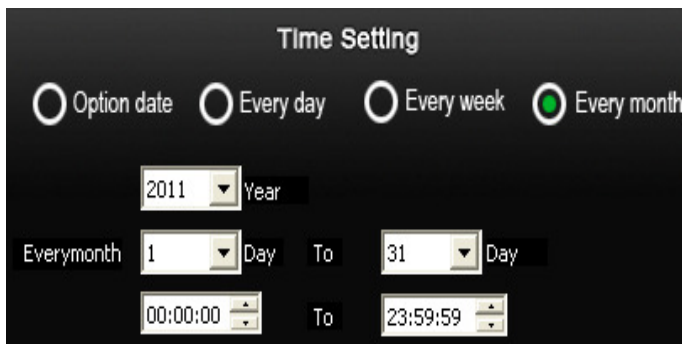 Time Setting
Option date Every day Every week Every month
2011 Year
Everymonth 1 Day To 31 Day
00:00:00 To 23:59:59